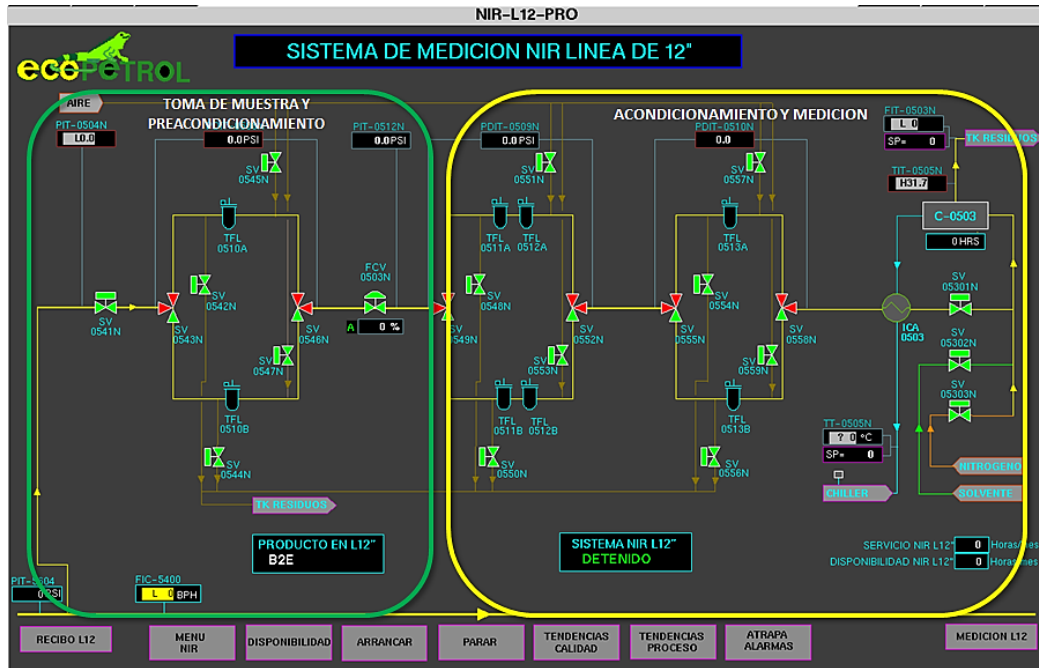 NIR-L12-PRO
SISTEMA DE MEDICION NIR LINEA DE 12"
ecopetrol
AIRE
TOMA DE MUESTRA Y
PREACONDICIONAMIENTO
ACONDICIONAMIENTO Y MEDICION
PIT-0504N
L0.0
0.0PSI
PIT-0512N
0.0PSI
PDIT-0509N
0.0PSI
PDIT-0510N
0.0
FIT-0503N
L 0
SP= 0
TK RESIDUOS
TIT-0505N
H31.7
C-0503
0 HRS
SV
0545N
SV
0551N
SV
0557N
TFL
0510A
TFL
0511A
TFL
0512A
TFL
0513A
SV
0541N
SV
0543N
SV
0542N
SV
0546N
FCV
0503N
A 0 %
0549N
SV
0548N
SV
0552N
SV
0555N
SV
0554N
SV
0558N
ICA
0503
SV
05301N
SV
05302N
SV
05303N
SV
0547N
SV
0553N
SV
0559N
TFL
0510B
TFL
0511B
TFL
0512B
TFL
0513B
SV
0544N
SV
0550N
SV
0556N
TT-0505N
? 0 °C
SP= 0
CHILLER
NITROGENO
SOLVENTE
TK RESIDUOS
PRODUCTO EN L12"
B2E
SISTEMA NIR L12"
DETENIDO
SERVICIO NIR L12" 0 Horas/mes
DISPONIBILIDAD NIR L12" 0 Horas/mes
0PSI
FIC-5400
L 0 BPH
RECIBO L12
MENU
NIR
DISPONIBILIDAD
ARRANCAR
PARAR
TENDENCIAS
CALIDAD
TENDENCIAS
PROCESO
ATRAPA
ALARMAS
MEDICION L12